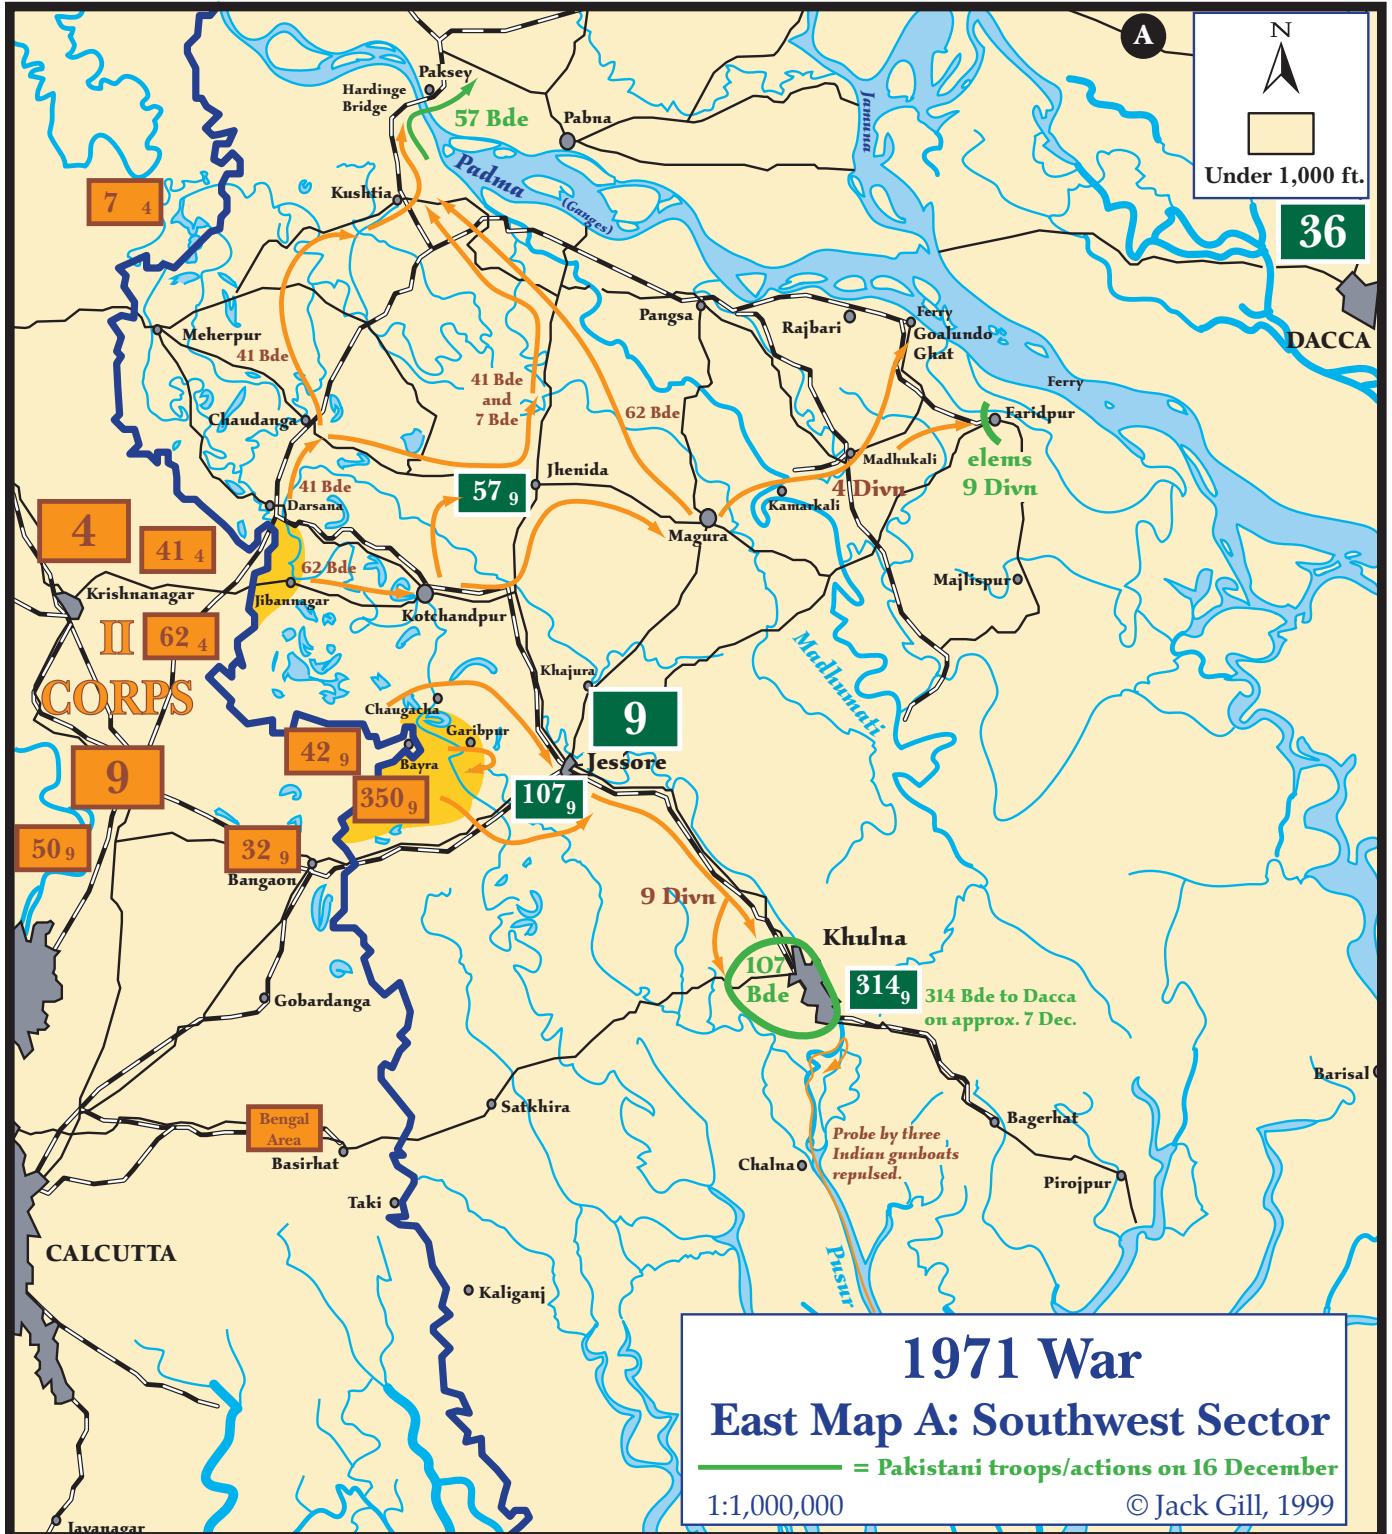 A
N
Under 1,000 ft.
36
DACCA
Paksey
Hardinge
Bridge
57 Bde
Pabna
Jamuna
Padma
(Ganges)
7 4
Kushtia
Meherpur
41 Bde
Pangsa
Rajbari
Ferry
Goalundo
Ghat
Ferry
41 Bde
and
7 Bde
62 Bde
Chaudanga
Faridpur
elems
9 Divn
Madhukali
4 Divn
Kamarkali
Jhenida
57 9
41 Bde
Darsana
Magura
4
41 4
Krishnanagar
62 Bde
Jibannagar
Kotchandpur
Majlispur
II
62 4
CORPS
Madhumati
Khajura
9
Chaugacha
Garibpur
Bayra
Jessore
42 9
9
350 9
107 9
50 9
32 9
Bangaon
9 Divn
Khulna
107
Bde
314 9
314 Bde to Dacca
on approx. 7 Dec.
Gobardanga
Barisal
Satkhira
Bagerhat
Bengal
Area
Basirhat
Probe by three
Indian gunboats
repulsed.
Chalna
Pirojpur
Taki
CALCUTTA
Pusur
Kaliganj
1971 War
East Map A: Southwest Sector
= Pakistani troops/actions on 16 December
1:1,000,000
© Jack Gill, 1999
Jayanagar